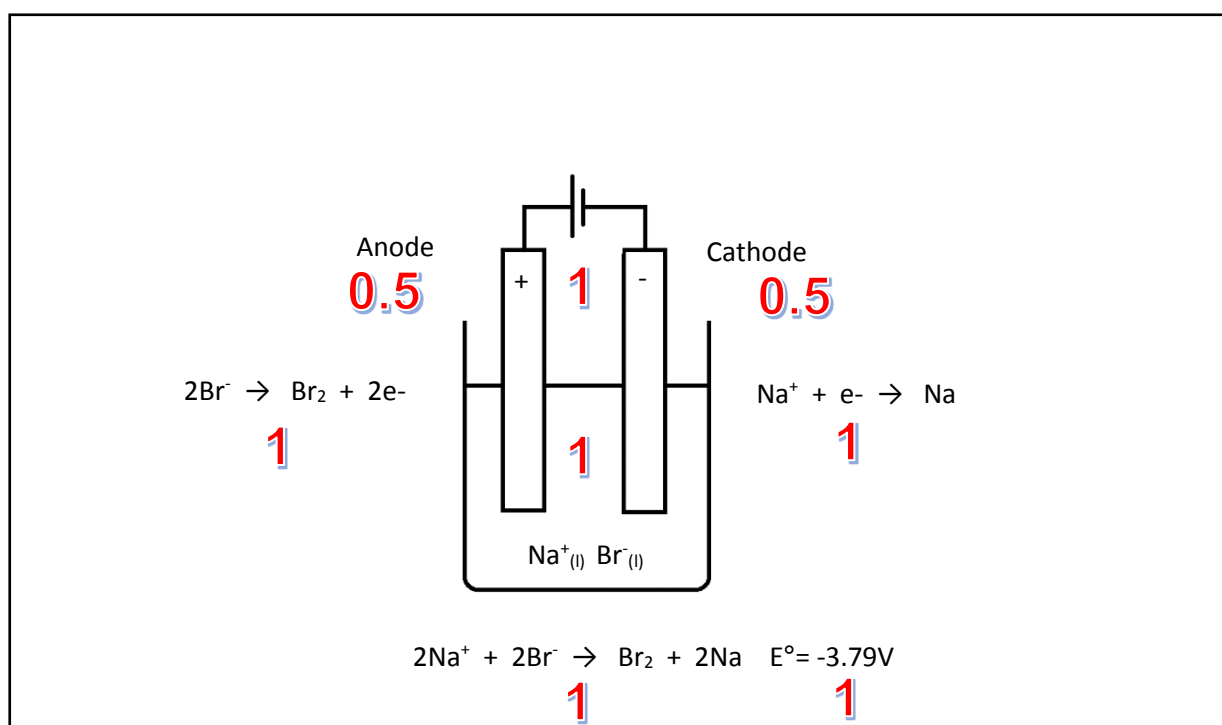 Anode
Cathode
+
-
0.5
1
0.5
2Br⁻ → Br₂ + 2e-
Na⁺ + e- → Na
1
1
1
Na⁺₍ₗ₎ Br⁻₍ₗ₎
2Na⁺ + 2Br⁻ → Br₂ + 2Na E°= -3.79V
1
1